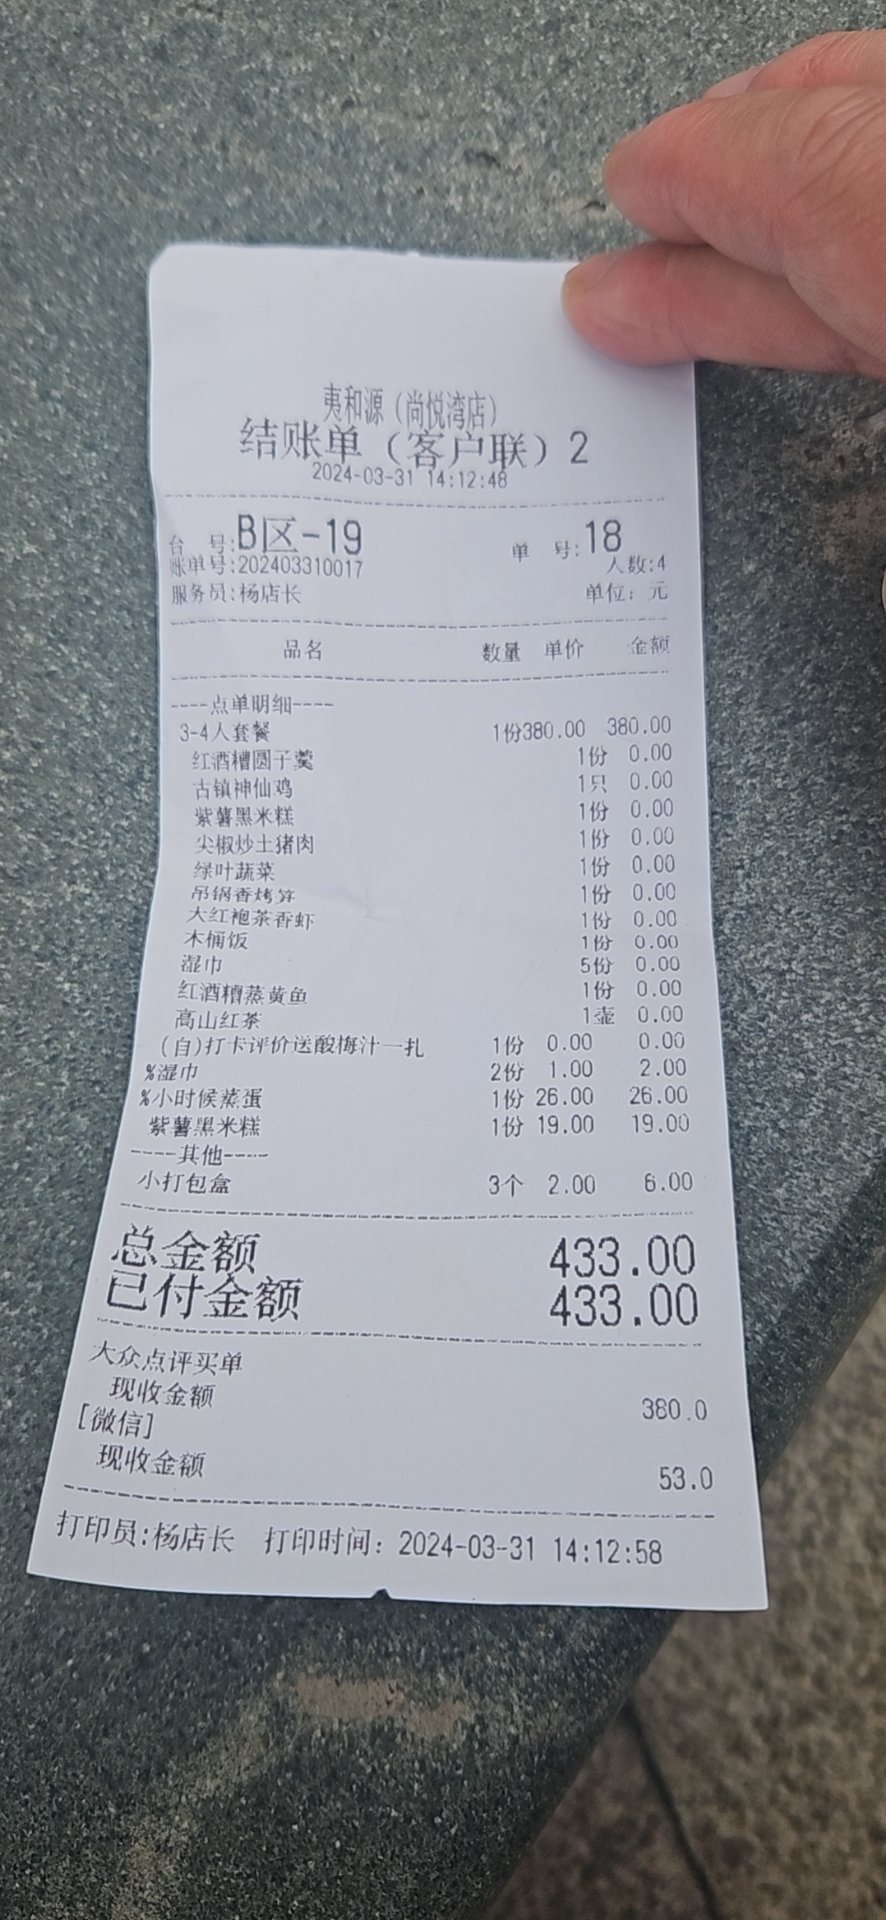 夷和源（尚悦湾店）
结账单（客户联）2
2024-03-31 14:12:48
台 号:B区-19 单 号:18
账单号:202403310017 人数:4
服务员:杨店长 单位: 元
品名 数量 单价 金额
----点单明细----
3-4人套餐 1份380.00 380.00
红酒糟圆子羹 1份 0.00
古镇神仙鸡 1只 0.00
紫薯黑米糕 1份 0.00
尖椒炒土猪肉 1份 0.00
绿叶蔬菜 1份 0.00
吊锅香烤笋 1份 0.00
大红袍茶香虾 1份 0.00
木桶饭 1份 0.00
湿巾 5份 0.00
红酒糟蒸黄鱼 1份 0.00
高山红茶 1壶 0.00
(自)打卡评价送酸梅汁一扎 1份 0.00 0.00
%湿巾 2份 1.00 2.00
%小时候蒸蛋 1份 26.00 26.00
紫薯黑米糕 1份 19.00 19.00
----其他----
小打包盒 3个 2.00 6.00
总金额 433.00
已付金额 433.00
大众点评买单
现收金额 380.0
[微信]
现收金额 53.0
打印员:杨店长 打印时间: 2024-03-31 14:12:58